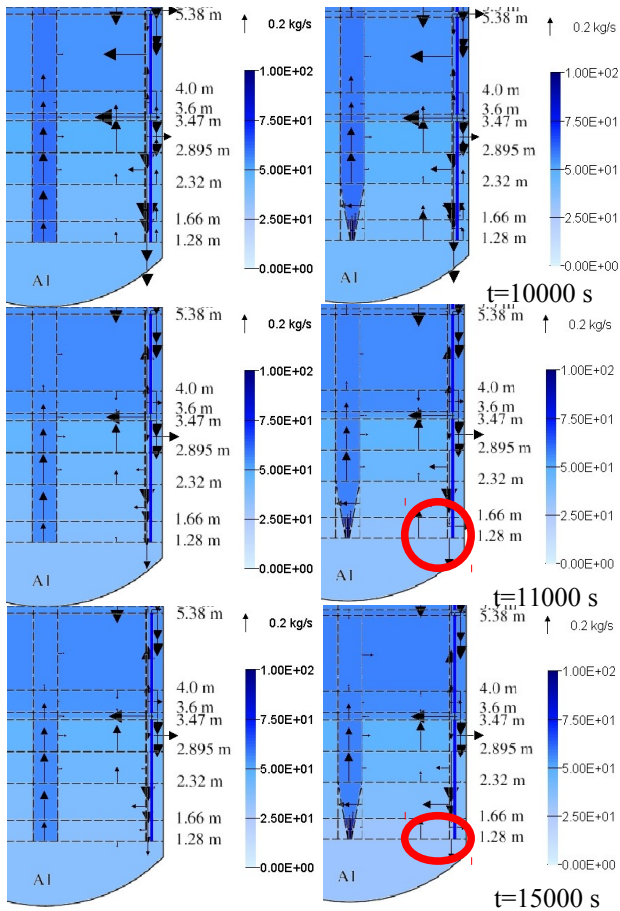 0.2 kg/s
5.38 m
4.0 m
3.6 m
3.47 m
2.895 m
2.32 m
1.66 m
1.28 m
1.00E+02
7.50E+01
5.00E+01
2.50E+01
0.00E+00
A1
0.2 kg/s
5.38 m
4.0 m
3.6 m
3.47 m
2.895 m
2.32 m
1.66 m
1.28 m
1.00E+02
7.50E+01
5.00E+01
2.50E+01
0.00E+00
t=10000 s
0.2 kg/s
5.38 m
4.0 m
3.6 m
3.47 m
2.895 m
2.32 m
1.66 m
1.28 m
1.00E+02
7.50E+01
5.00E+01
2.50E+01
0.00E+00
A1
0.2 kg/s
5.38 m
4.0 m
3.6 m
3.47 m
2.895 m
2.32 m
1.66 m
1.28 m
1.00E+02
7.50E+01
5.00E+01
2.50E+01
0.00E+00
A1
t=11000 s
0.2 kg/s
5.38 m
4.0 m
3.6 m
3.47 m
2.895 m
2.32 m
1.66 m
1.28 m
1.00E+02
7.50E+01
5.00E+01
2.50E+01
0.00E+00
A1
0.2 kg/s
5.38 m
4.0 m
3.6 m
3.47 m
2.895 m
2.32 m
1.66 m
1.28 m
1.00E+02
7.50E+01
5.00E+01
2.50E+01
0.00E+00
A1
t=15000 s